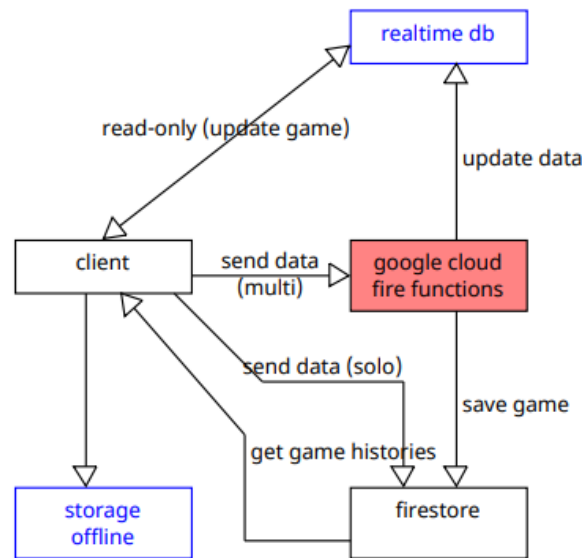 realtime db
read-only (update game)
update data
client
send data
(multi)
google cloud
fire functions
send data (solo)
save game
get game histories
storage
offline
firestore